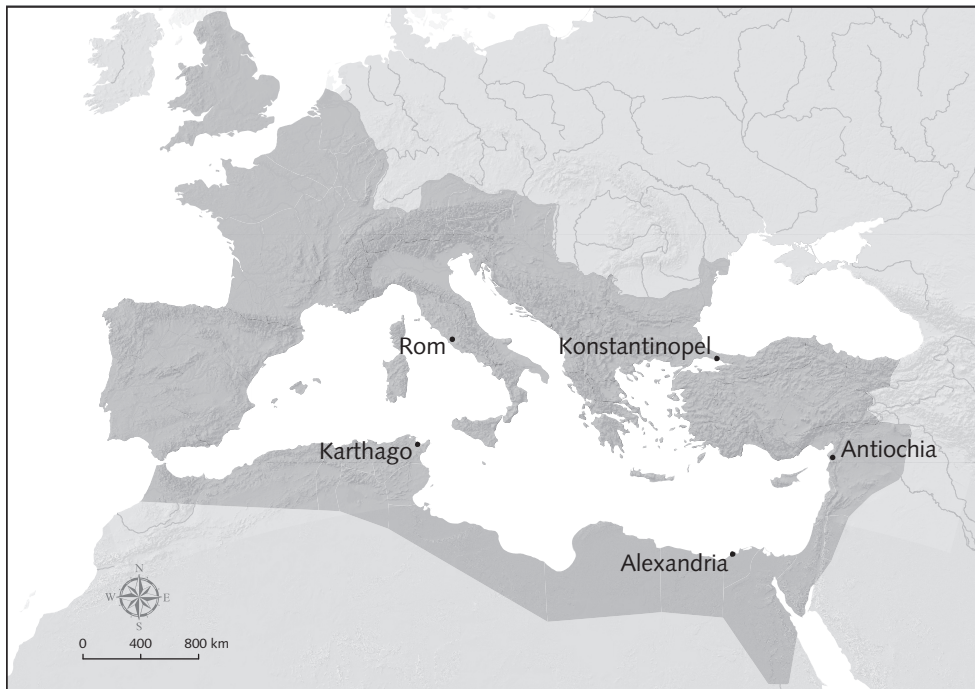 Rom
Konstantinopel
Karthago
Antiochia
Alexandria
N
W E
S
0 400 800 km